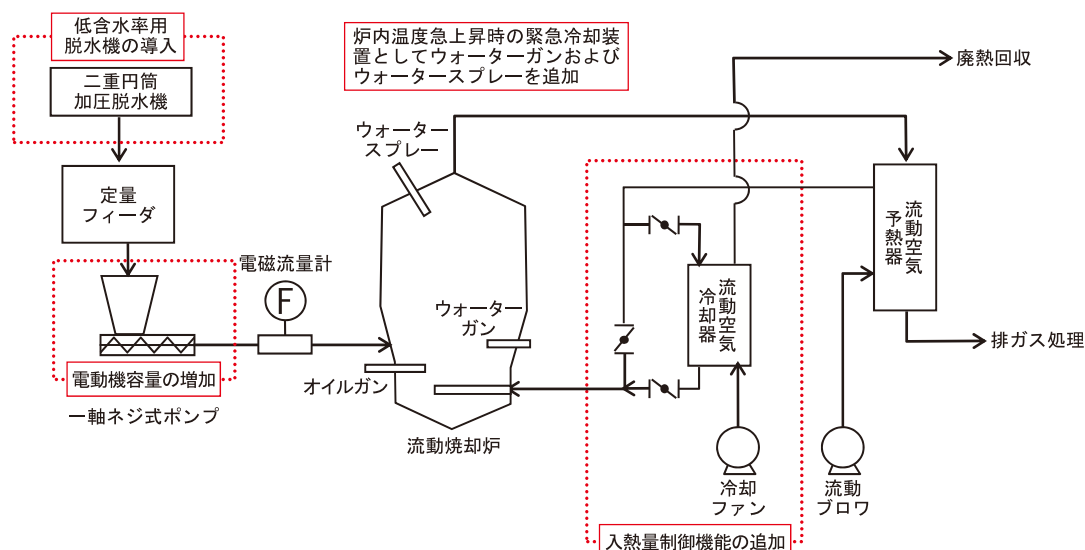 低含水率用
脱水機の導入
二重円筒
加圧脱水機
定量
フィーダ
電動機容量の増加
一軸ネジ式ポンプ
電磁流量計
F
炉内温度急上昇時の緊急冷却装
置としてウォーターガンおよび
ウォータースプレーを追加
ウォーター
スプレー
ウォーター
ガン
オイルガン
流動焼却炉
廃熱回収
流動空気
冷却器
冷却
ファン
入熱量制御機能の追加
流動空気
予熱器
排ガス処理
流動
ブロワ